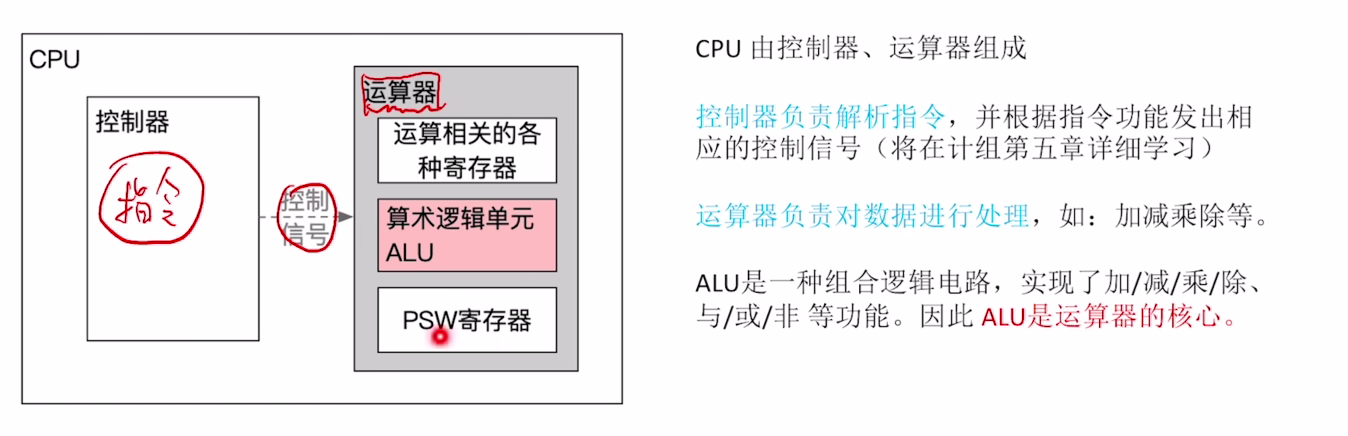 CPU
控制器
指令
控制
信号
运算器
运算相关的各
种寄存器
算术逻辑单元
ALU
PSW寄存器
CPU 由控制器、运算器组成
控制器负责解析指令，并根据指令功能发出相
应的控制信号（将在计组第五章详细学习）
运算器负责对数据进行处理，如：加减乘除等。
ALU是一种组合逻辑电路，实现了加/减/乘/除、
与/或/非 等功能。因此 ALU是运算器的核心。